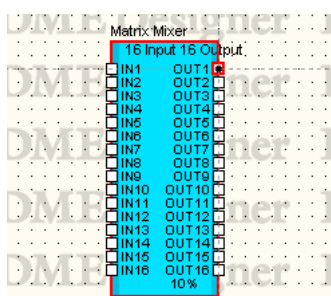 DME Designer
Matrix Mixer
16 Input 16 Output
IN1 OUT1
IN2 OUT2
IN3 OUT3
IN4 OUT4
IN5 OUT5
IN6 OUT6
IN7 OUT7
IN8 OUT8
IN9 OUT9
IN10 OUT10
IN11 OUT11
IN12 OUT12
IN13 OUT13
IN14 OUT14
IN15 OUT15
IN16 OUT16
10%